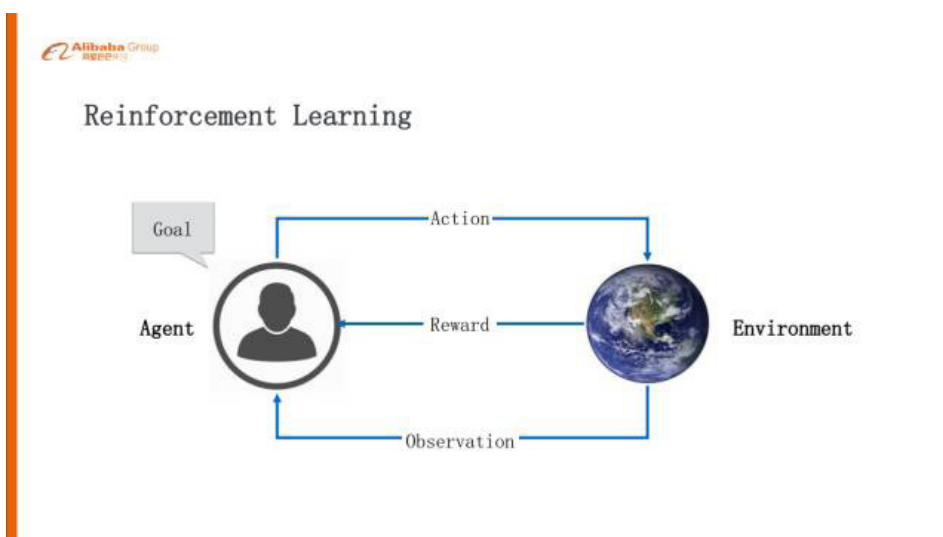 Alibaba Group
Reinforcement Learning
Goal
Action
Agent
Reward
Environment
Observation